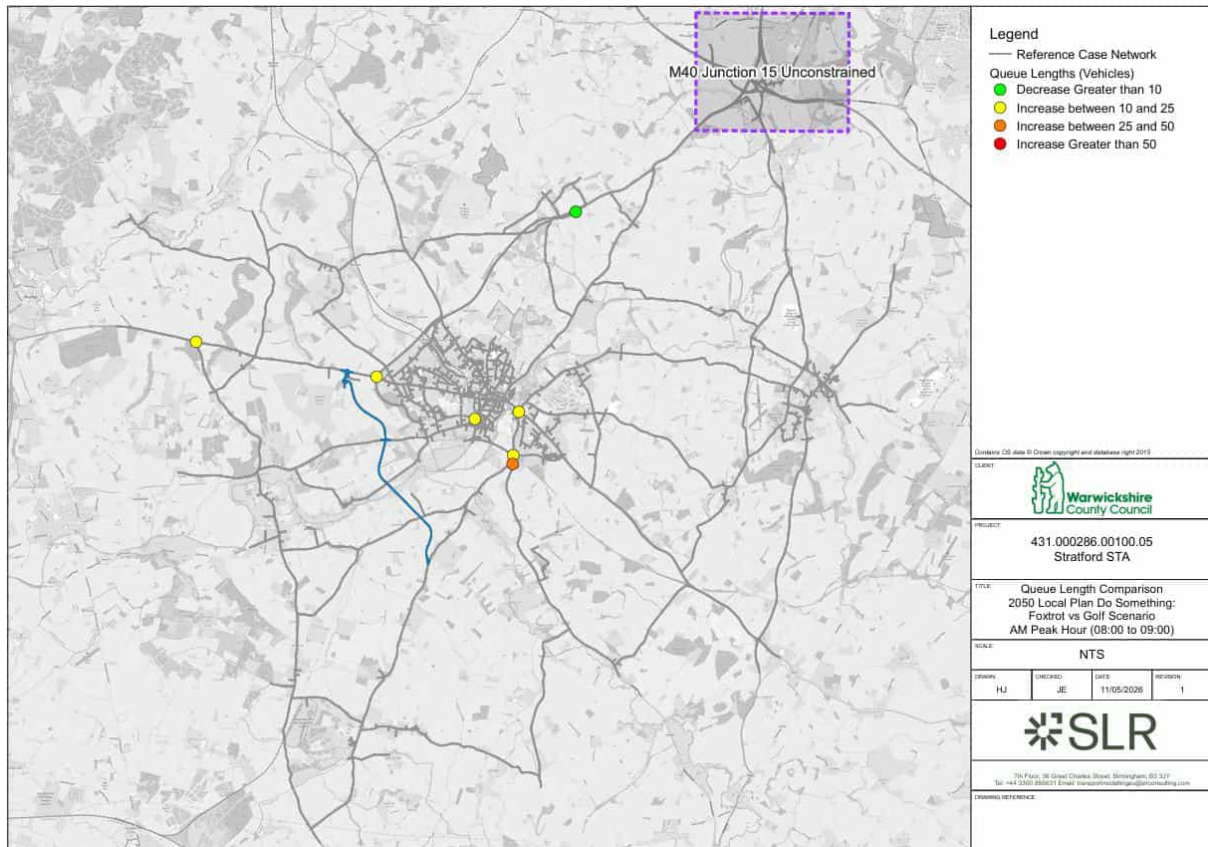 M40 Junction 15 Unconstrained
Legend
Reference Case Network
Queue Lengths (Vehicles)
Decrease Greater than 10
Increase between 10 and 25
Increase between 25 and 50
Increase Greater than 50
Contains OS data © Crown copyright and database right 2015
CLIENT:
Warwickshire
County Council
PROJECT:
431.000286.00100.05
Stratford STA
TITLE:
Queue Length Comparison
2050 Local Plan Do Something:
Foxtrot vs Golf Scenario
AM Peak Hour (08:00 to 09:00)
SCALE:
NTS
DRAWN:
HJ
CHECKED:
JE
DATE:
11/05/2026
REVISION:
1
SLR
DRAWING REFERENCE: